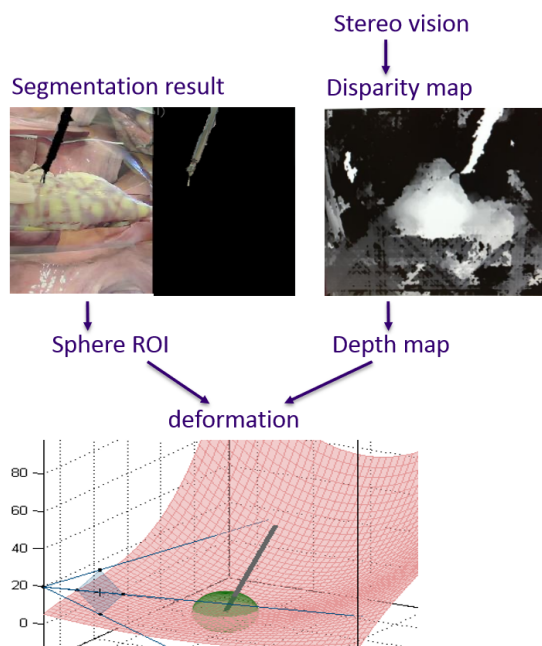 Stereo vision
Segmentation result
Disparity map
Sphere ROI
Depth map
deformation
80
60
40
20
0